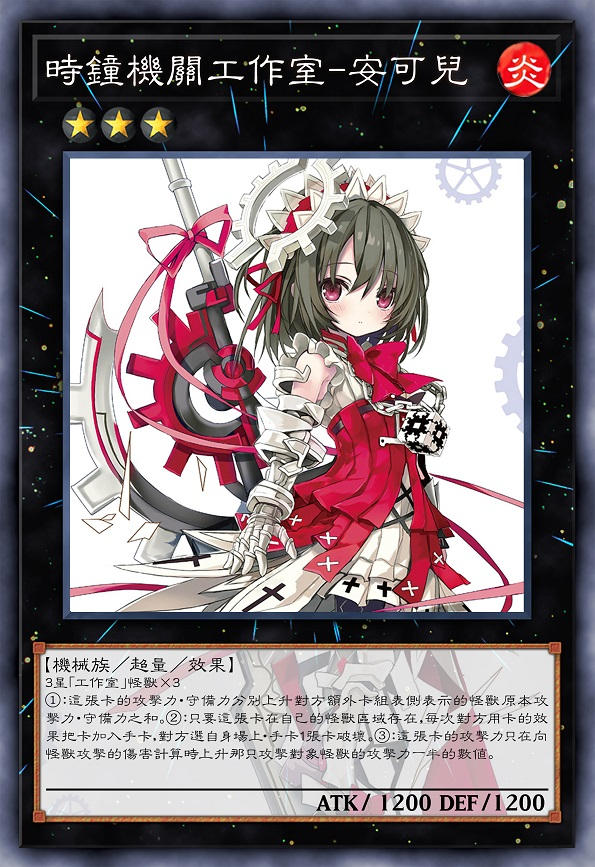 時鐘機關工作室-安可兒
炎
【機械族／超量／效果】
3星「工作室」怪獸×3
①：這張卡的攻擊力·守備力分別上升對方額外卡組表側表示的怪獸原本攻
擊力·守備力之和。②：只要這張卡在自己的怪獸區域存在，每次對方用卡的效
果把卡加入手卡，對方選自身場上·手卡1張卡破壞。③：這張卡的攻擊力只在向
怪獸攻擊的傷害計算時上升那只攻擊對象怪獸的攻擊力一半的數值。
ATK/ 1200 DEF/1200